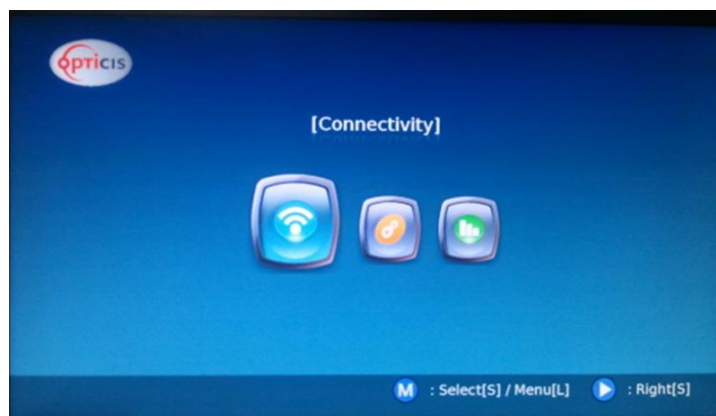 OPTICIS
[Connectivity]
M : Select[S] / Menu[L] : Right[S]